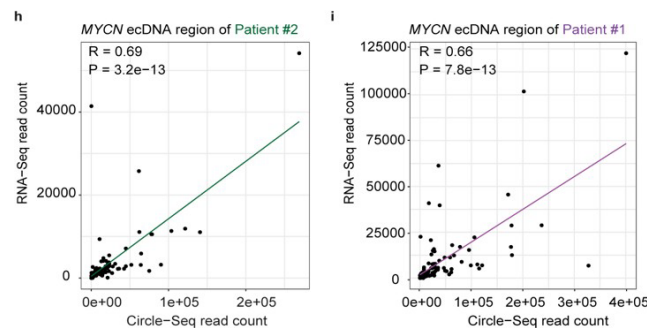 h
MYCN ecDNA region of Patient #2
R = 0.69
P = 3.2e−13
RNA−Seq read count
40000
20000
0
0e+00
1e+05
2e+05
Circle−Seq read count
i
MYCN ecDNA region of Patient #1
R = 0.66
P = 7.8e−13
RNA−Seq read count
125000
100000
75000
50000
25000
0
0e+00
1e+05
2e+05
3e+05
4e+05
Circle−Seq read count